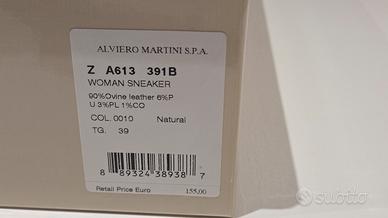 ALVIERO MARTINI S.P.A.
Z A613 391B
WOMAN SNEAKER
90%Ovine leather 6%P
U 3%PL 1%CO
COL. 0010 Natural
TG. 39
8 89324 38938 7
Retail Price Euro 155,00
subito